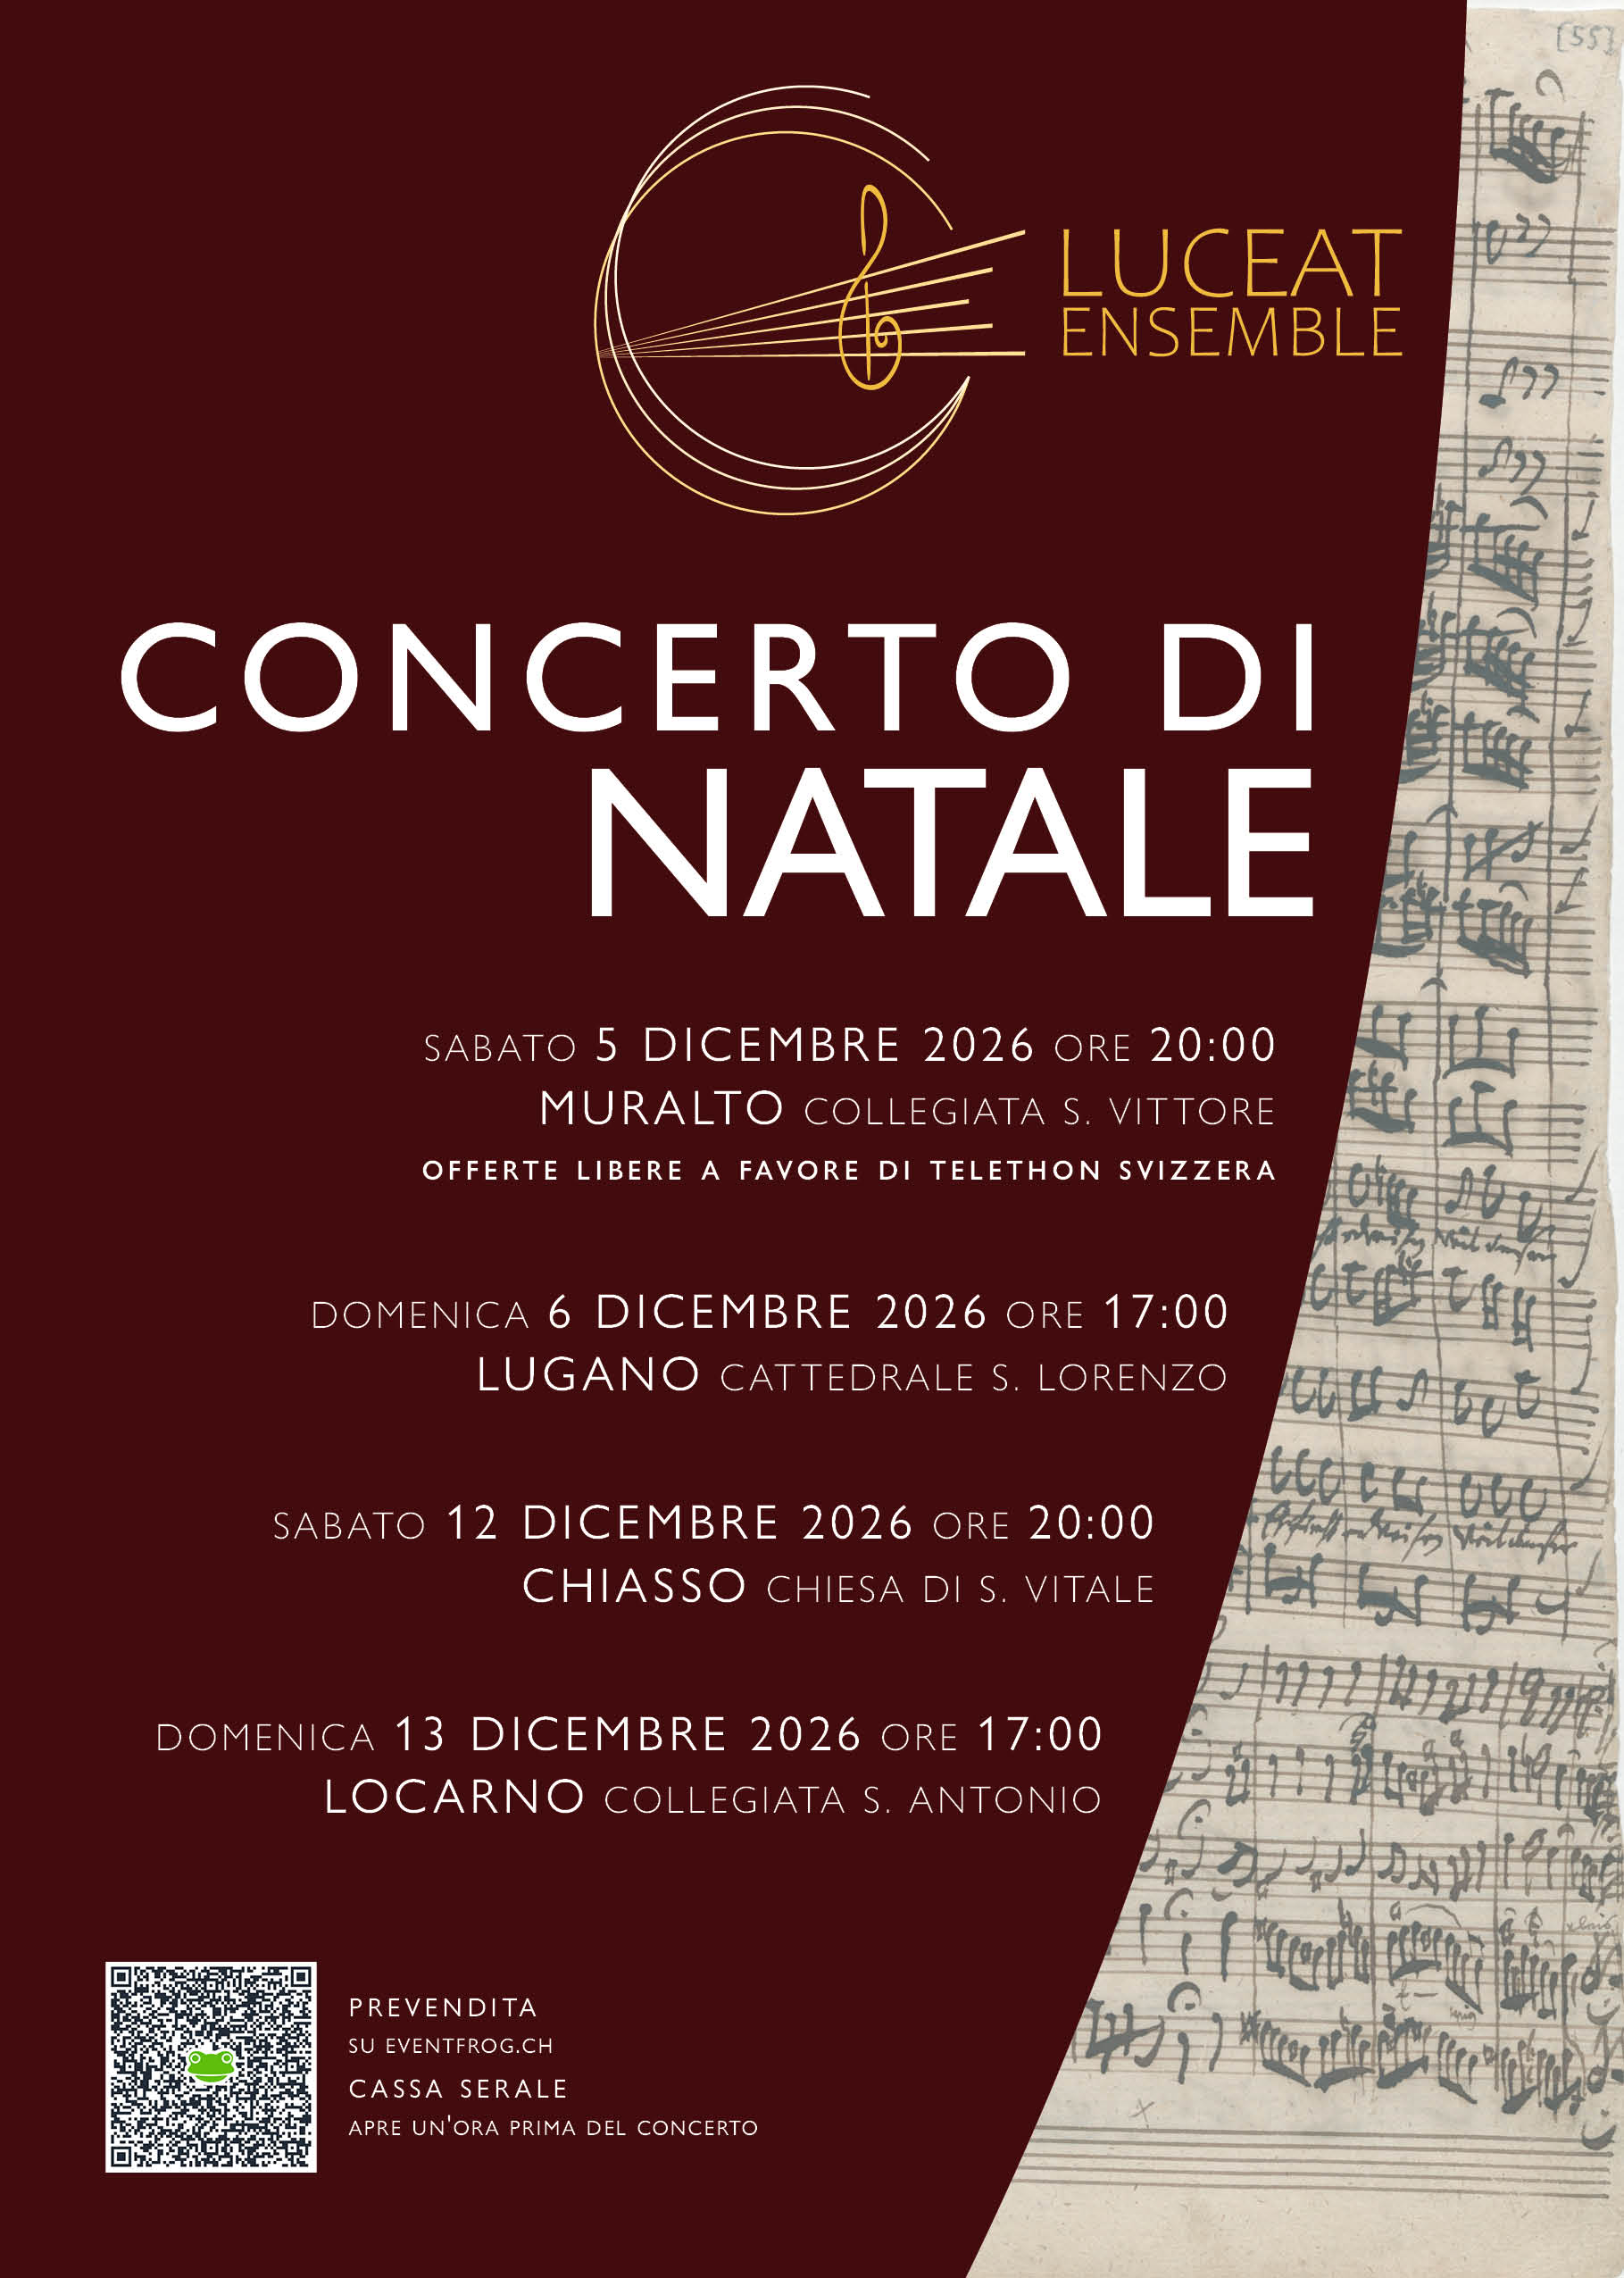 [55]
LUCEAT
ENSEMBLE
CONCERTO DI
NATALE
SABATO 5 DICEMBRE 2026 ORE 20:00
MURALTO COLLEGIATA S. VITTORE
OFFERTE LIBERE A FAVORE DI TELETHON SVIZZERA
DOMENICA 6 DICEMBRE 2026 ORE 17:00
LUGANO CATTEDRALE S. LORENZO
SABATO 12 DICEMBRE 2026 ORE 20:00
CHIASSO CHIESA DI S. VITALE
DOMENICA 13 DICEMBRE 2026 ORE 17:00
LOCARNO COLLEGIATA S. ANTONIO
PREVENDITA
SU EVENTFROG.CH
CASSA SERALE
APRE UN'ORA PRIMA DEL CONCERTO